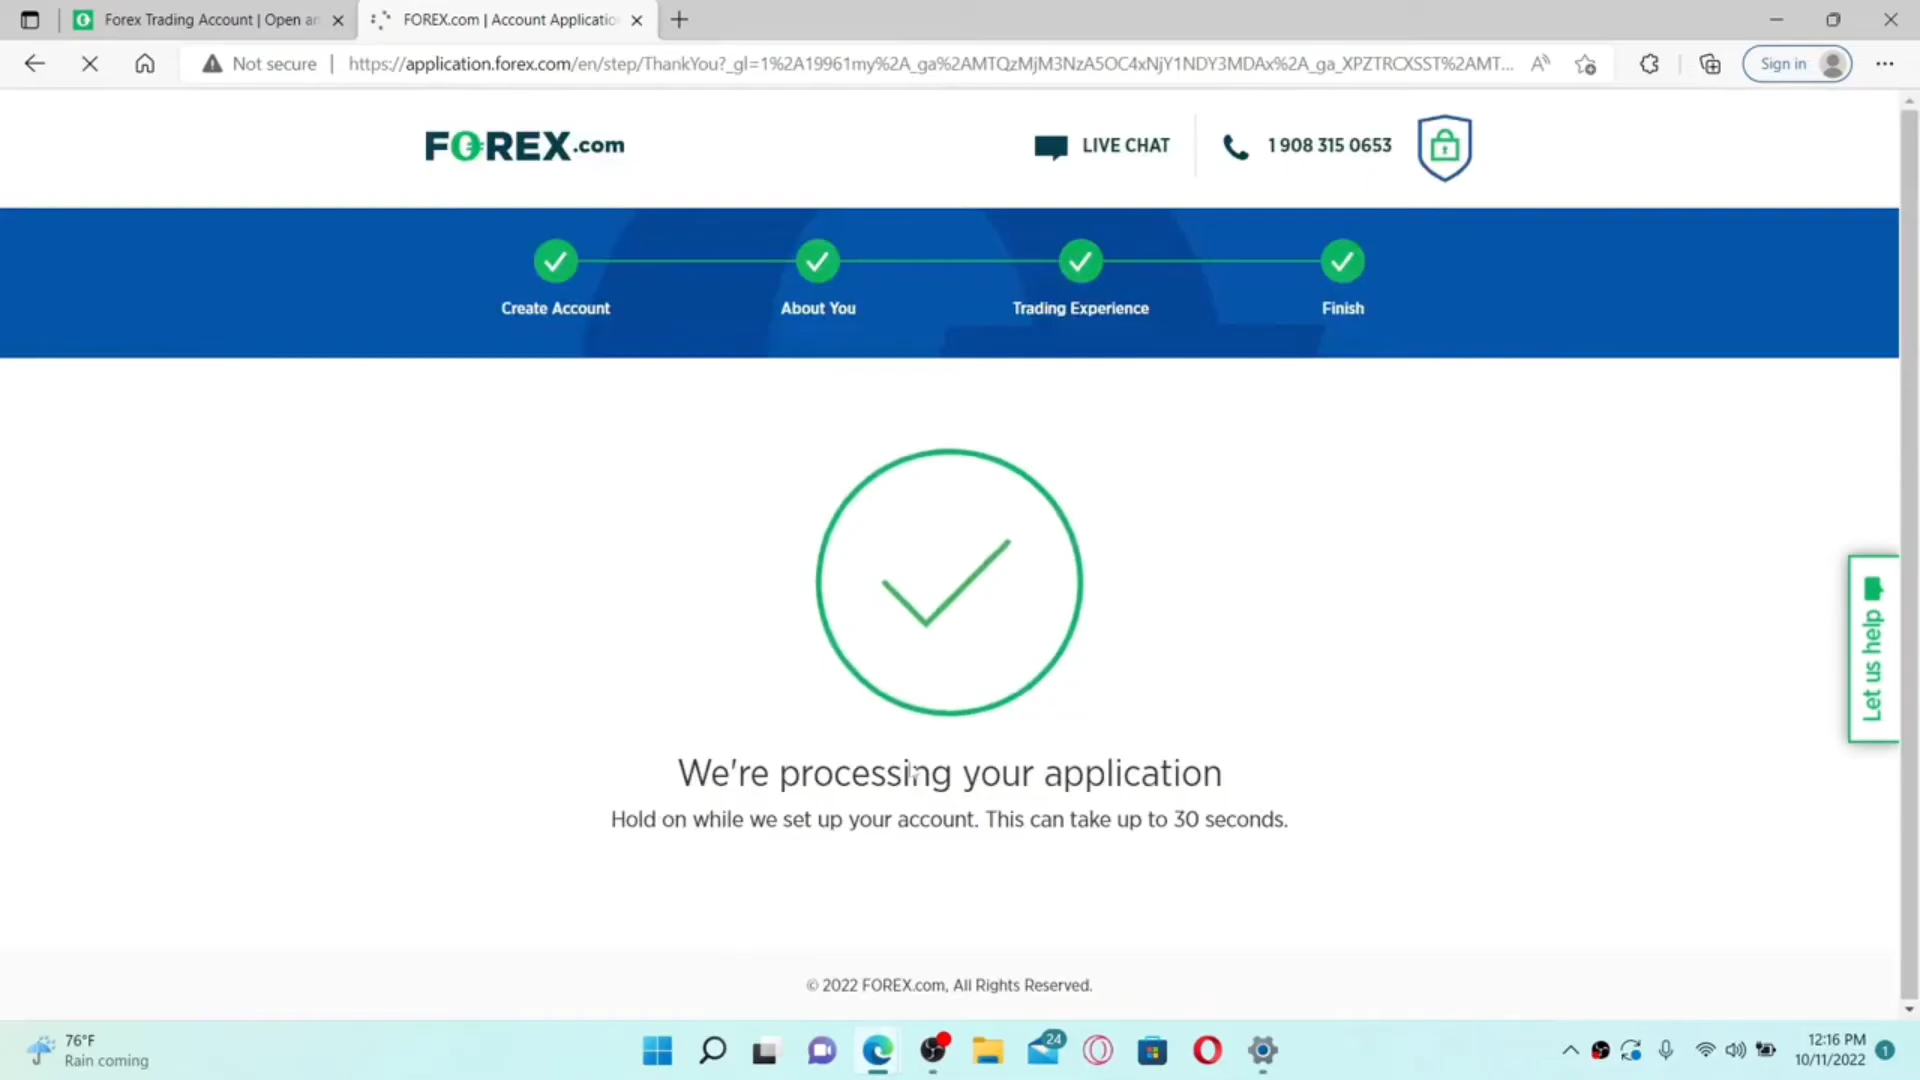 Forex Trading Account | Open an
FOREX.com | Account Applicatio
Not secure
https://application.forex.com/en/step/ThankYou?_gl=1%2A19961my%2A_ga%2AMTQzMjM3NzA5OC4xNjY1NDY3MDAx%2A_ga_XPZTRCXSST%2AMT...
Sign in
FOREX.com
LIVE CHAT
1 908 315 0653
Create Account
About You
Trading Experience
Finish
Let us help
We're processing your application
Hold on while we set up your account. This can take up to 30 seconds.
© 2022 FOREX.com, All Rights Reserved.
76°F
Rain coming
24
12:16 PM
10/11/2022
1